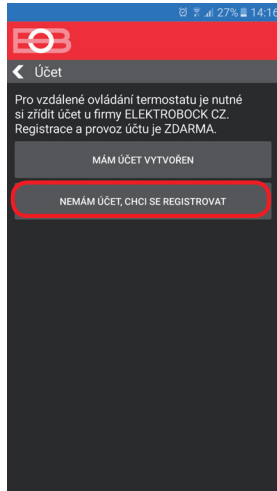 27% 14:16
EOB
Účet
Pro vzdálené ovládání termostatu je nutné
si zřídit účet u firmy ELEKTROBOCK CZ.
Registrace a provoz účtu je ZDARMA.
MÁM ÚČET VYTVOŘEN
NEMÁM ÚČET, CHCI SE REGISTROVAT